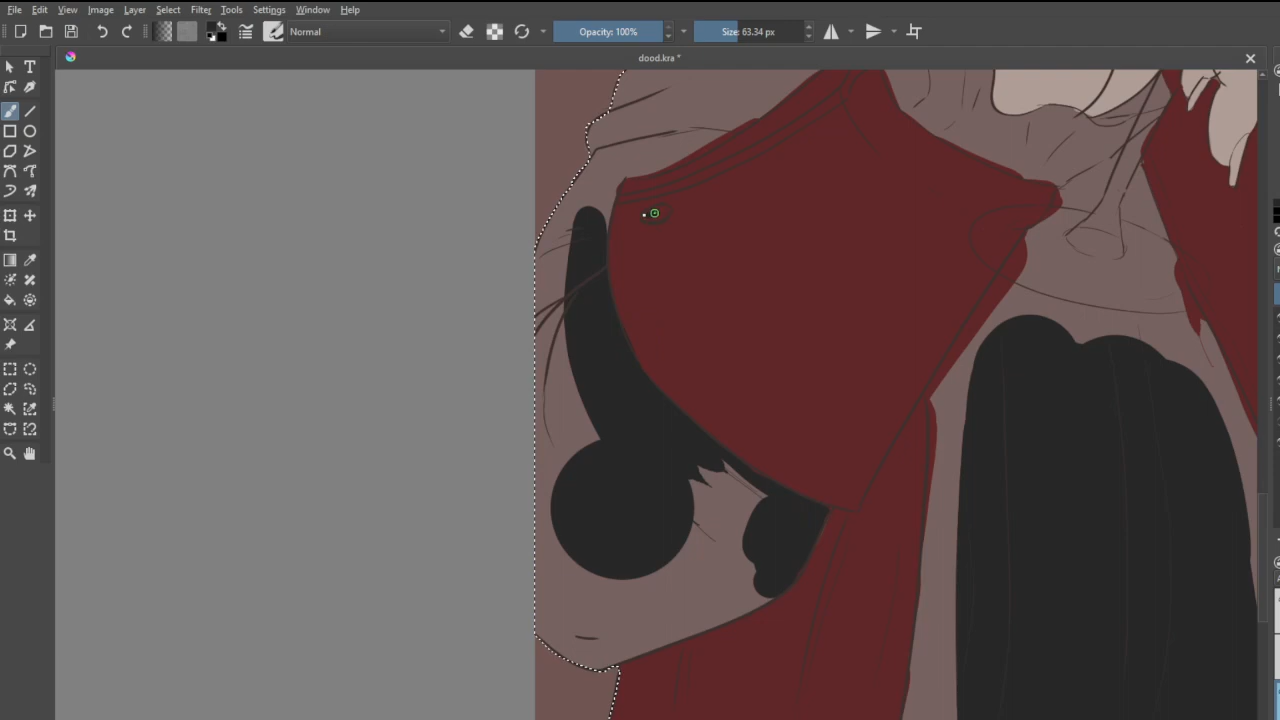 File Edit View Image Layer Select Filter Tools Settings Window Help
Normal Opacity: 100% Size: 63.34 px
dood.kra *